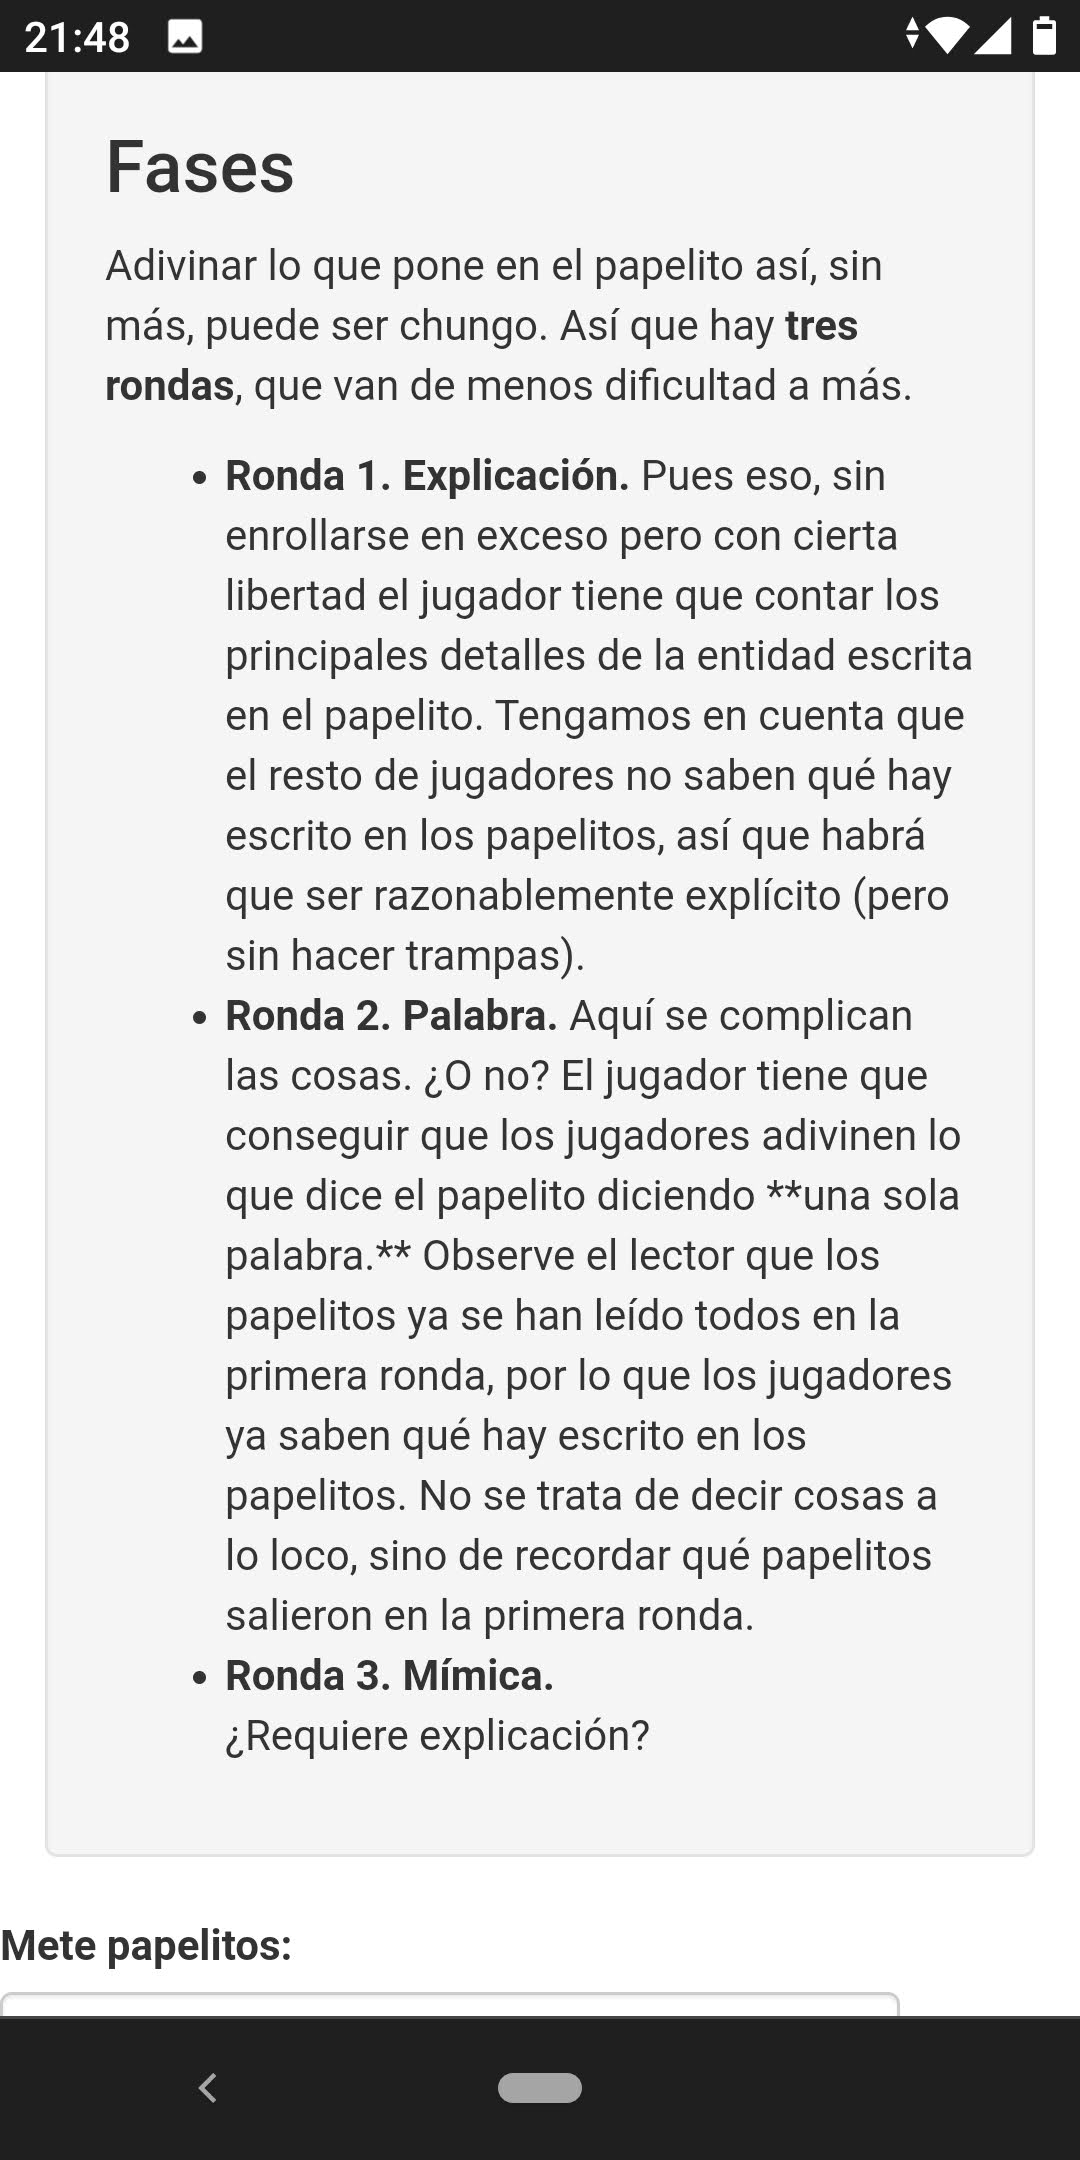 21:48
Fases
Adivinar lo que pone en el papelito así, sin
más, puede ser chungo. Así que hay tres
rondas, que van de menos dificultad a más.
• Ronda 1. Explicación. Pues eso, sin
enrollarse en exceso pero con cierta
libertad el jugador tiene que contar los
principales detalles de la entidad escrita
en el papelito. Tengamos en cuenta que
el resto de jugadores no saben qué hay
escrito en los papelitos, así que habrá
que ser razonablemente explícito (pero
sin hacer trampas).
• Ronda 2. Palabra. Aquí se complican
las cosas. ¿O no? El jugador tiene que
conseguir que los jugadores adivinen lo
que dice el papelito diciendo **una sola
palabra.** Observe el lector que los
papelitos ya se han leído todos en la
primera ronda, por lo que los jugadores
ya saben qué hay escrito en los
papelitos. No se trata de decir cosas a
lo loco, sino de recordar qué papelitos
salieron en la primera ronda.
• Ronda 3. Mímica.
¿Requiere explicación?
Mete papelitos: